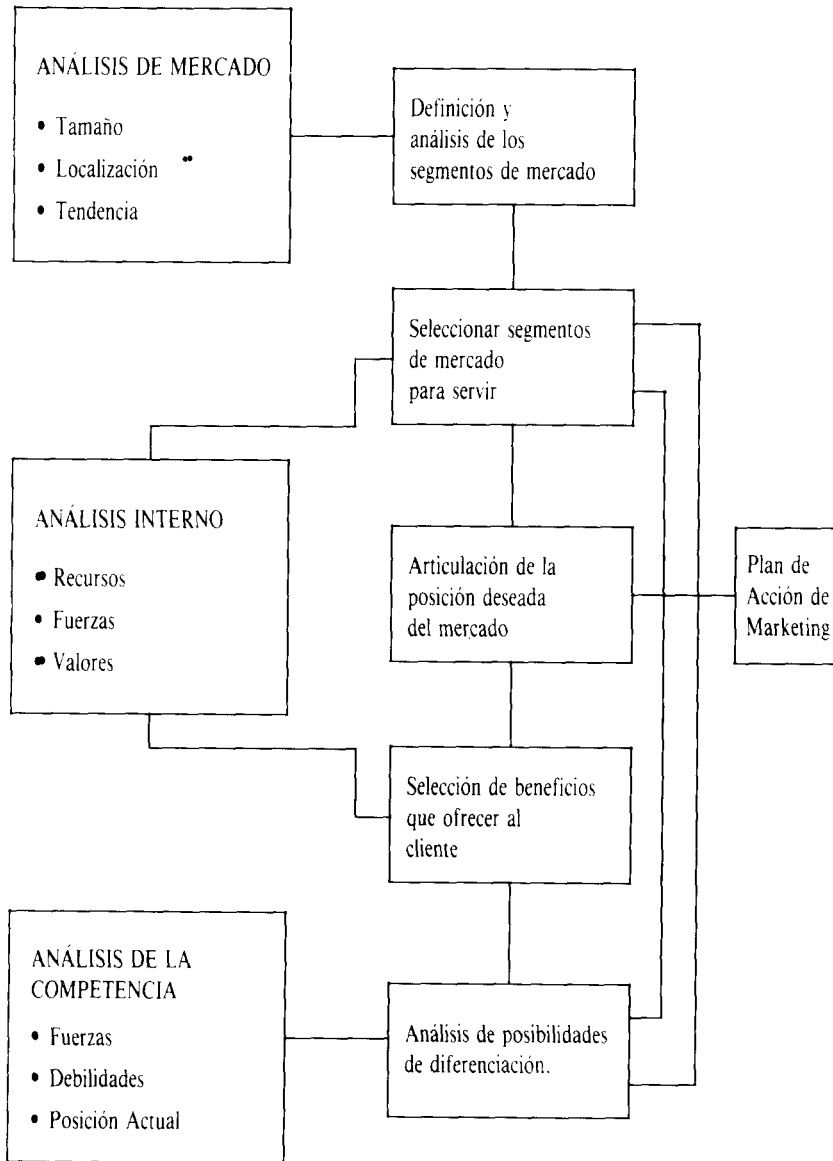 ANÁLISIS DE MERCADO
• Tamaño
• Localización
• Tendencia
Definición y
análisis de los
segmentos de mercado
Seleccionar segmentos
de mercado
para servir
ANÁLISIS INTERNO
• Recursos
• Fuerzas
• Valores
Articulación de la
posición deseada
del mercado
Plan de
Acción de
Marketing
Selección de beneficios
que ofrecer al
cliente
ANÁLISIS DE LA
COMPETENCIA
• Fuerzas
• Debilidades
• Posición Actual
Análisis de posibilidades
de diferenciación.